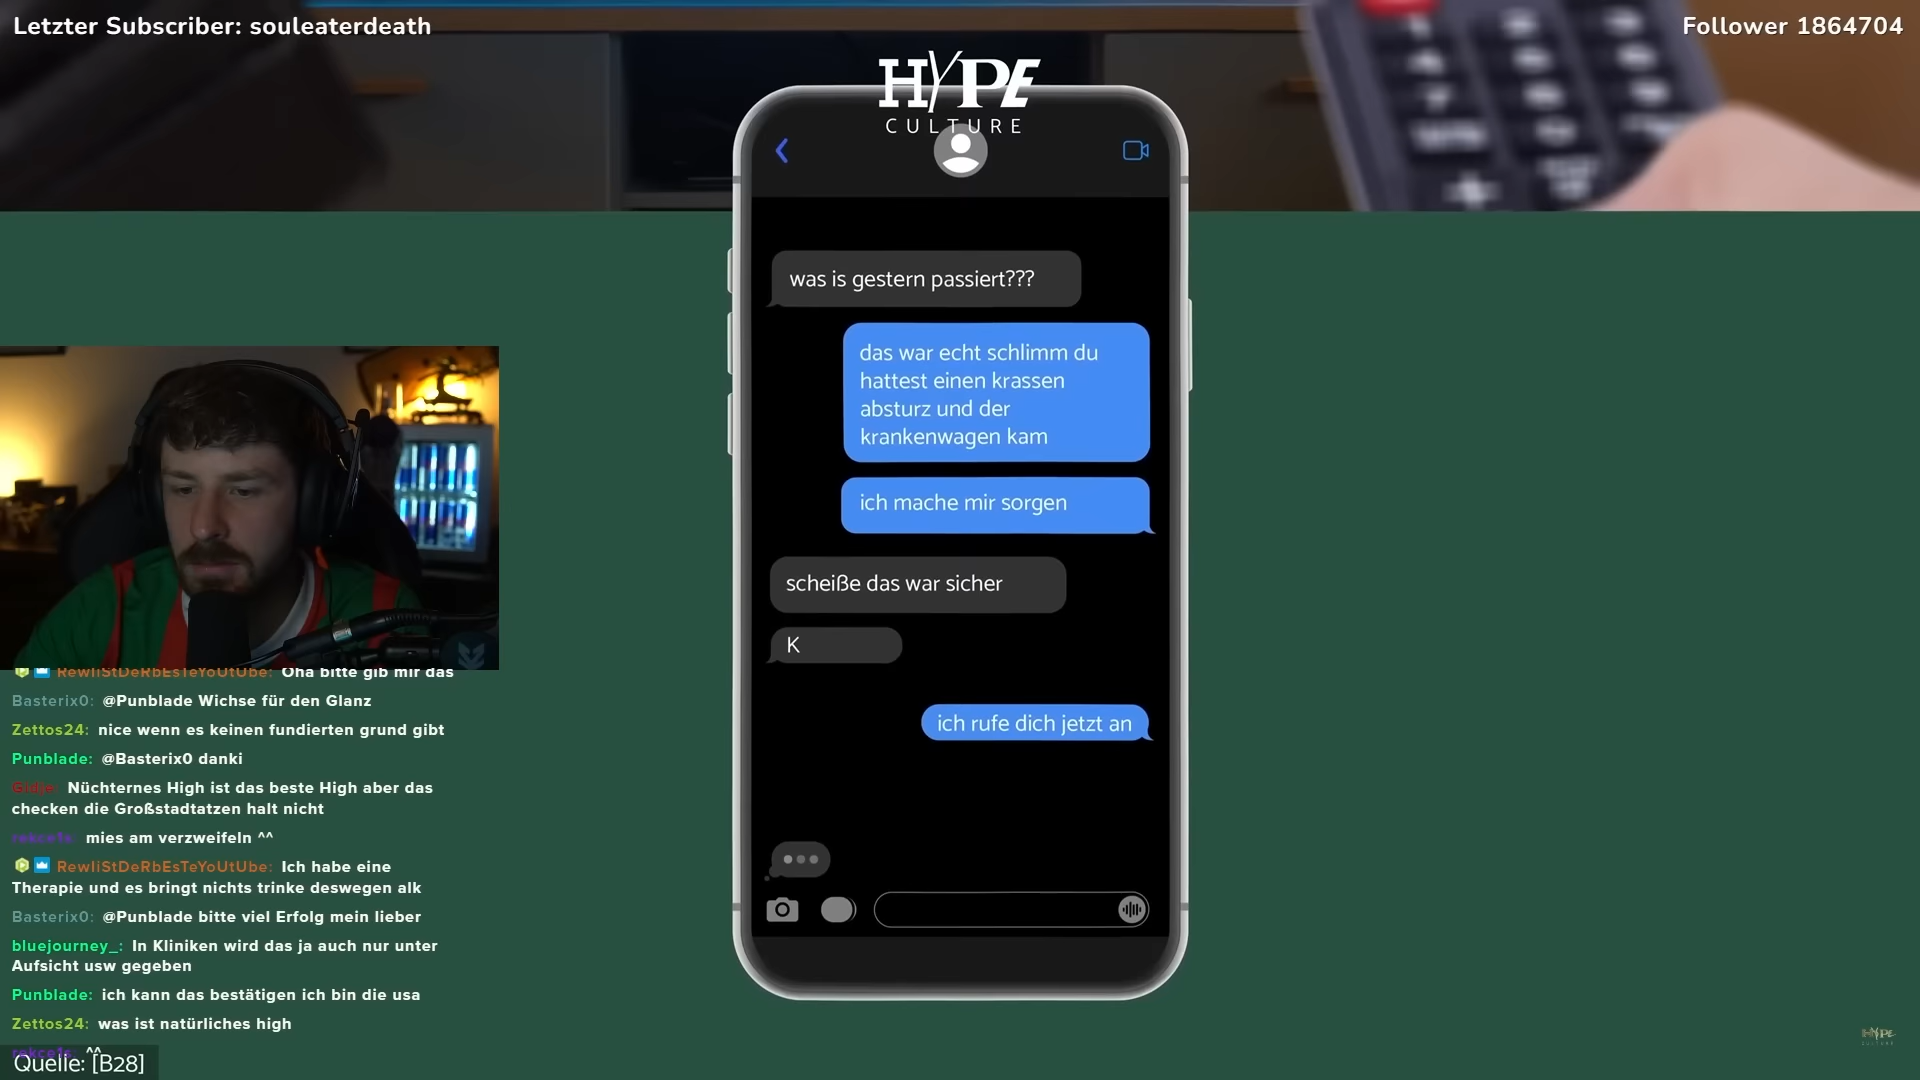 Letzter Subscriber: souleaterdeath
Follower 1864704
HYPE
CULTURE
was is gestern passiert???
das war echt schlimm du
hattest einen krassen
absturz und der
krankenwagen kam
ich mache mir sorgen
scheiße das war sicher
K
ich rufe dich jetzt an
RewIiStDeRbEsTeYoUtUbe: Oha bitte gib mir das
Basterix0: @Punblade Wichse für den Glanz
Zettos24: nice wenn es keinen fundierten grund gibt
Punblade: @Basterix0 danki
Nüchternes High ist das beste High aber das
checken die Großstadtatzen halt nicht
mies am verzweifeln ^^
RewIiStDeRbEsTeYoUtUbe: Ich habe eine
Therapie und es bringt nichts trinke deswegen alk
Basterix0: @Punblade bitte viel Erfolg mein lieber
bluejourney_: In Kliniken wird das ja auch nur unter
Aufsicht usw gegeben
Punblade: ich kann das bestätigen ich bin die usa
Zettos24: was ist natürliches high
^^
Quelle: [B28]
HYPE
CULTURE